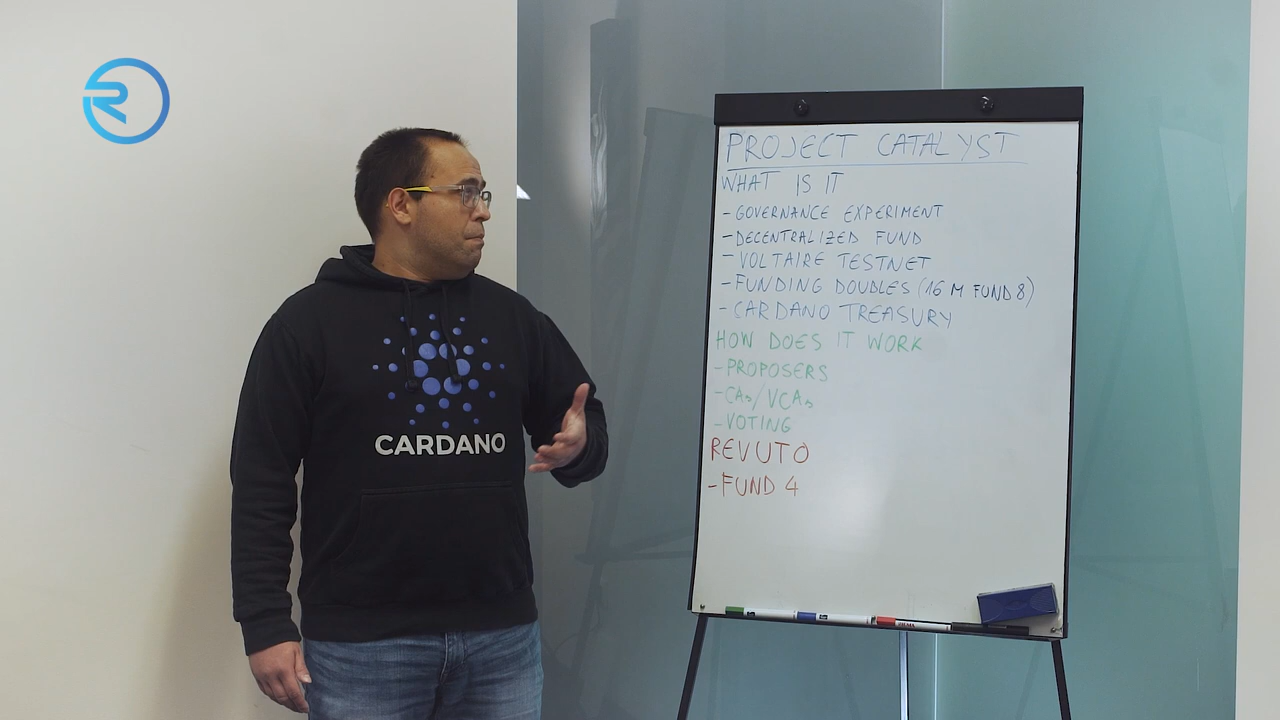 PROJECT CATALYST
WHAT IS IT
- GOVERNANCE EXPERIMENT
- DECENTRALIZED FUND
- VOLTAIRE TESTNET
- FUNDING DOUBLES (16 M FUND 8)
- CARDANO TREASURY
HOW DOES IT WORK
- PROPOSERS
- CAs/VCAs
- VOTING
REVUTO
- FUND 4
CARDANO